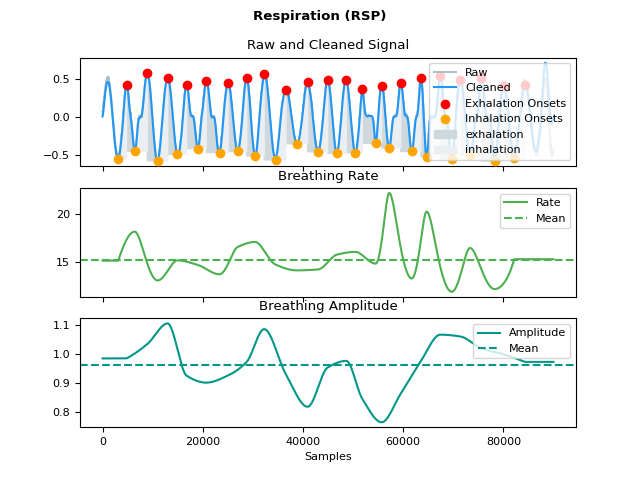 Respiration (RSP)
Raw and Cleaned Signal
0.5
0.0
−0.5
Raw
Cleaned
Exhalation Onsets
Inhalation Onsets
exhalation
inhalation
Breathing Rate
20
15
Rate
Mean
Breathing Amplitude
1.1
1.0
0.9
0.8
Amplitude
Mean
0
20000
40000
60000
80000
Samples